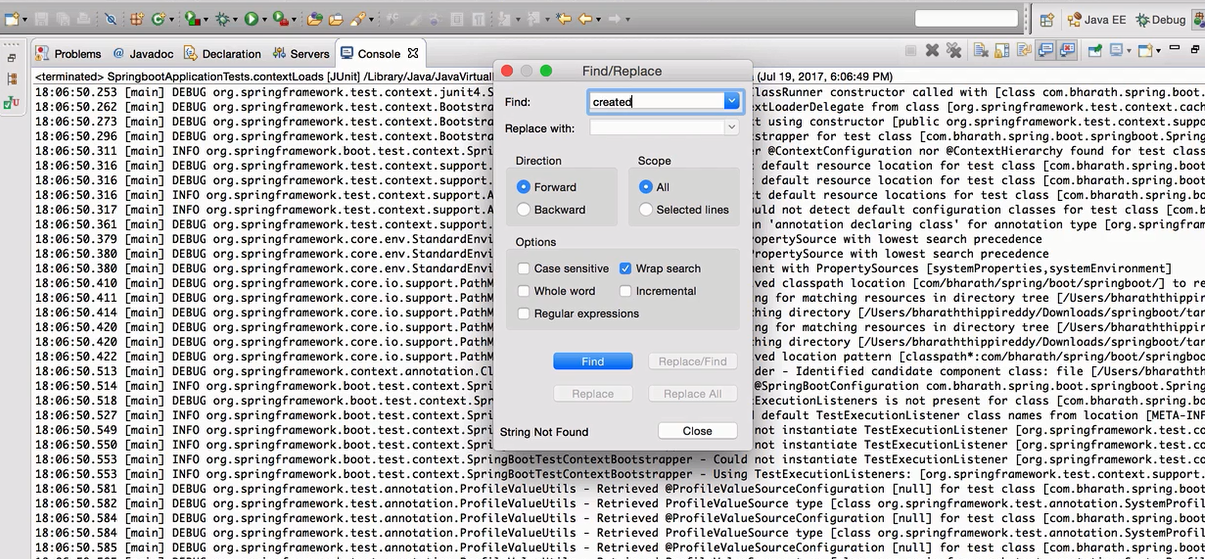 Java EE Debug
Problems @ Javadoc Declaration Servers Console
<terminated> SpringbootApplicationTests.contextLoads [JUnit] /Library/Java/JavaVirtual (Jul 19, 2017, 6:06:49 PM)
Find/Replace
Find: created
Replace with:
Direction Scope
Forward All
Backward Selected lines
Options
Case sensitive Wrap search
Whole word Incremental
Regular expressions
Find Replace/Find
Replace Replace All
String Not Found Close
18:06:50.253 [main] DEBUG org.springframework.test.context.junit4.S lassRunner constructor called with [com.bharath.spring.boot
18:06:50.262 [main] DEBUG org.springframework.test.context.Bootst xtLoaderDelegate from class [org.springframework.test.context.cach
18:06:50.273 [main] DEBUG org.springframework.test.context.Bootst t using constructor [public org.springframework.test.context
18:06:50.296 [main] DEBUG org.springframework.test.context.Bootst strapper for test class [com.bharath.spring.boot.springboot.Spring
18:06:50.311 [main] INFO org.springframework.boot.test.context.Spr r @ContextConfiguration nor @ContextHierarchy found for test class
18:06:50.316 [main] DEBUG org.springframework.test.context.support. t default resource location for test class [com.bharath.spring.boo
18:06:50.316 [main] DEBUG org.springframework.test.context.support. t default resource location for test class [com.bharath.spring.boo
18:06:50.316 [main] INFO org.springframework.test.context.support.A t default resource locations for test class [com.bharath.spring.bo
18:06:50.317 [main] INFO org.springframework.test.context.support.A ould not detect default configuration classes for test class [com.b
18:06:50.361 [main] DEBUG org.springframework.test.context.support. n 'annotation declaring class' for annotation type [org.springfram
18:06:50.379 [main] DEBUG org.springframework.core.env.StandardEnvi ropertySource with lowest search precedence
18:06:50.380 [main] DEBUG org.springframework.core.env.StandardEnvi ropertySource with lowest search precedence
18:06:50.380 [main] DEBUG org.springframework.core.env.StandardEnvi ment with PropertySources [systemProperties,systemEnvironment]
18:06:50.410 [main] DEBUG org.springframework.core.io.support.PathM ved classpath location [com/bharath/spring/boot/springboot/] to re
18:06:50.411 [main] DEBUG org.springframework.core.io.support.PathM ng for matching resources in directory tree [/Users/bharaththippi
18:06:50.414 [main] DEBUG org.springframework.core.io.support.PathM ching directory [/Users/bharaththippireddy/Documents/springboot/tar
18:06:50.420 [main] DEBUG org.springframework.core.io.support.PathM ng for matching resources in directory tree [/Users/bharaththippi
18:06:50.420 [main] DEBUG org.springframework.core.io.support.PathM ching directory [/Users/bharaththippireddy/Documents/springboot/tar
18:06:50.422 [main] DEBUG org.springframework.core.io.support.PathM ved location pattern [classpath*:com/bharath/spring/boot/springboo
18:06:50.513 [main] DEBUG org.springframework.context.annotation.Cl der - Identified candidate component class: file [/Users/bharathth
18:06:50.514 [main] INFO org.springframework.boot.test.context.Spri @SpringBootConfiguration com.bharath.spring.boot.springboot
18:06:50.518 [main] DEBUG org.springframework.boot.test.context.Spr ecutionListeners is not present for class [com.bharath.spring.boo
18:06:50.527 [main] INFO org.springframework.boot.test.context.Spri d default TestExecutionListener class names from location [META-INF
18:06:50.549 [main] INFO org.springframework.boot.test.context.Spri not instantiate TestExecutionListener [org.springframework
18:06:50.550 [main] INFO org.springframework.boot.test.context.Spri not instantiate TestExecutionListener [org.springframework
18:06:50.553 [main] INFO org.springframework.boot.test.context.SpringBootTestContextBootstrapper - Could not instantiate TestExecutionListener [org.springframework
18:06:50.553 [main] INFO org.springframework.boot.test.context.SpringBootTestContextBootstrapper - Using TestExecutionListeners: [org.springframework.test.context.support
18:06:50.581 [main] DEBUG org.springframework.test.annotation.ProfileValueUtils - Retrieved @ProfileValueSourceConfiguration [null] for test class [com.bharath.spring.boo
18:06:50.582 [main] DEBUG org.springframework.test.annotation.ProfileValueUtils - Retrieved ProfileValueSource type [class org.springframework.test.annotation.SystemProfi
18:06:50.584 [main] DEBUG org.springframework.test.annotation.ProfileValueUtils - Retrieved @ProfileValueSourceConfiguration [null] for test class [com.bharath.spring.boo
18:06:50.584 [main] DEBUG org.springframework.test.annotation.ProfileValueUtils - Retrieved ProfileValueSource type [class org.springframework.test.annotation.SystemProfi
18:06:50.585 [main] DEBUG org.springframework.test.annotation.ProfileValueUtils - Retrieved @ProfileValueSourceConfiguration [null] for test class [com.bharath.spring.boo